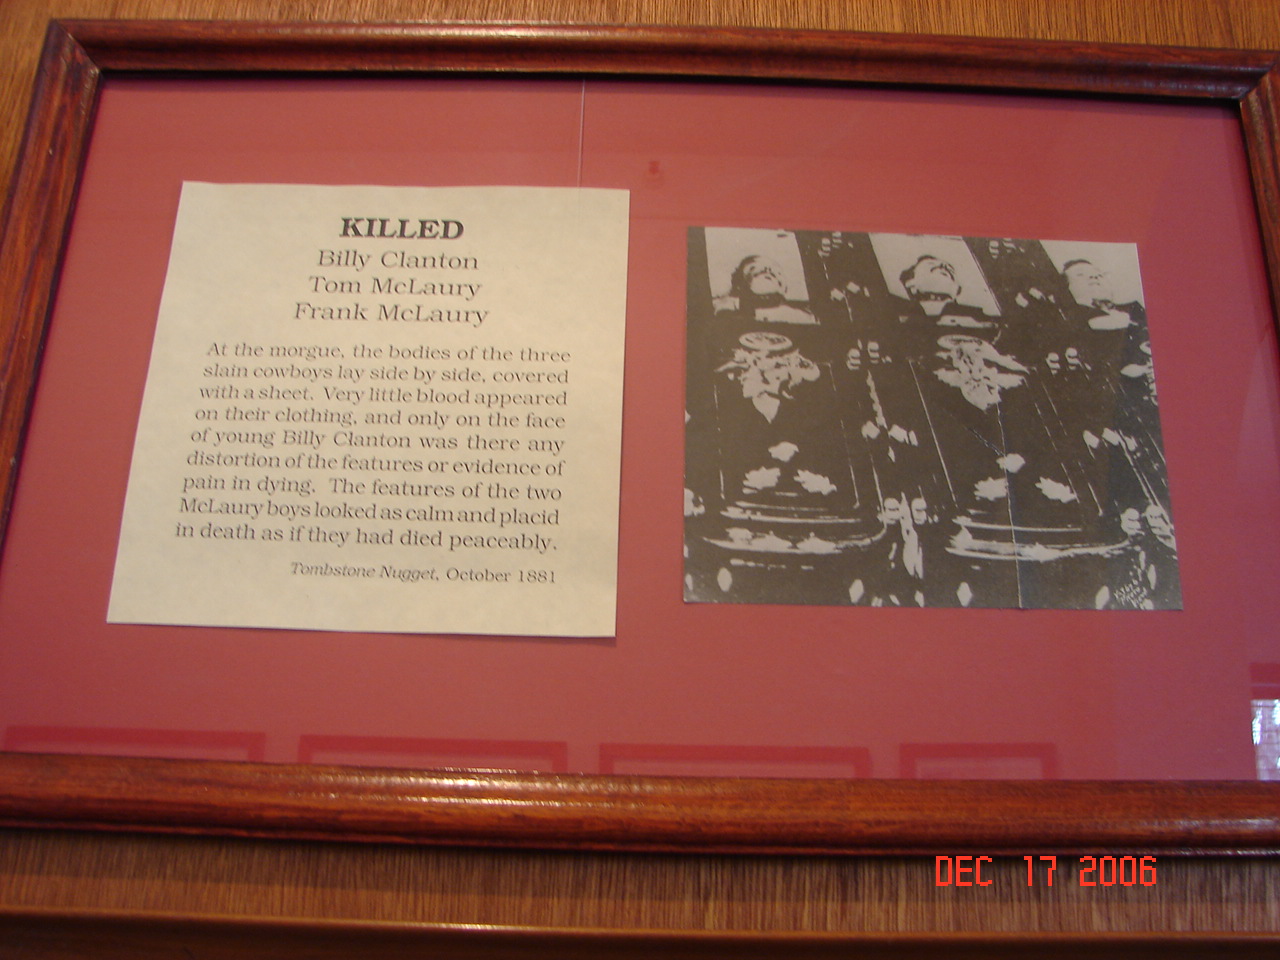 KILLED
Billy Clanton
Tom McLaury
Frank McLaury
At the morgue, the bodies of the three
slain cowboys lay side by side, covered
with a sheet. Very little blood appeared
on their clothing, and only on the face
of young Billy Clanton was there any
distortion of the features or evidence of
pain in dying. The features of the two
McLaury boys looked as calm and placid
in death as if they had died peaceably.
Tombstone Nugget, October 1881
DEC 17 2006